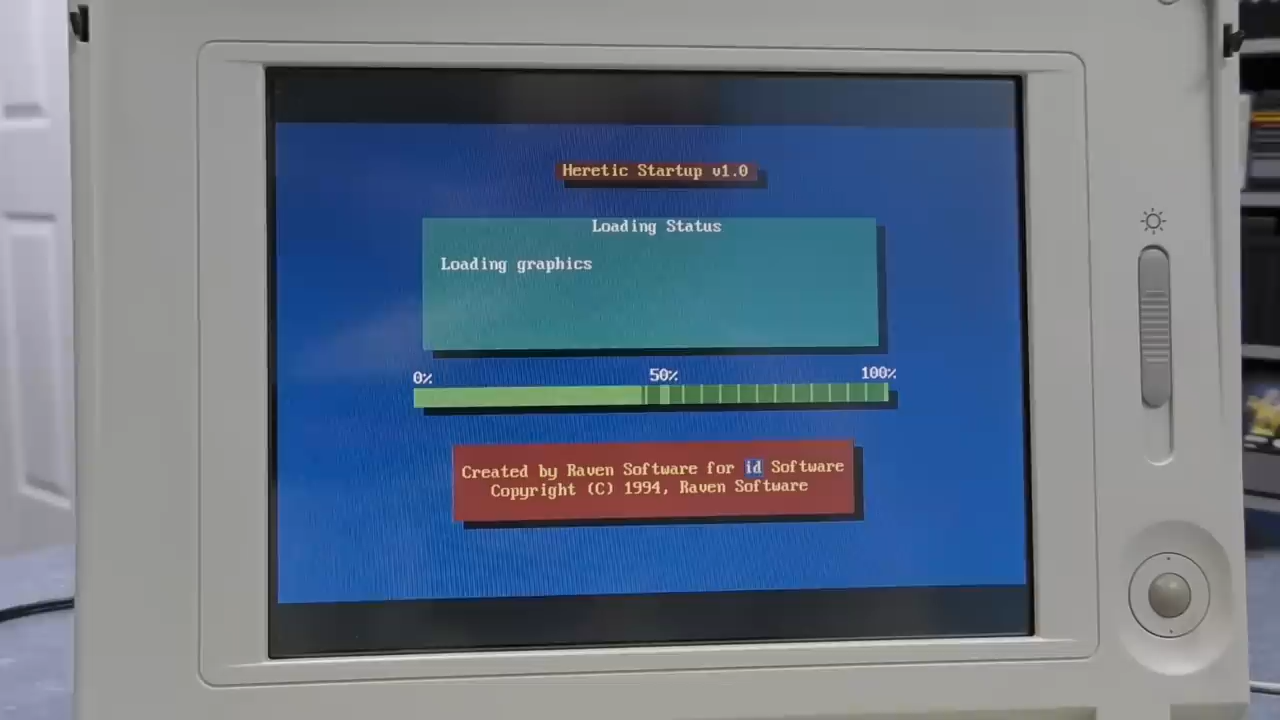 Heretic Startup v1.0
Loading Status
Loading graphics
0% 50% 100%
Created by Raven Software for id Software
Copyright (C) 1994, Raven Software